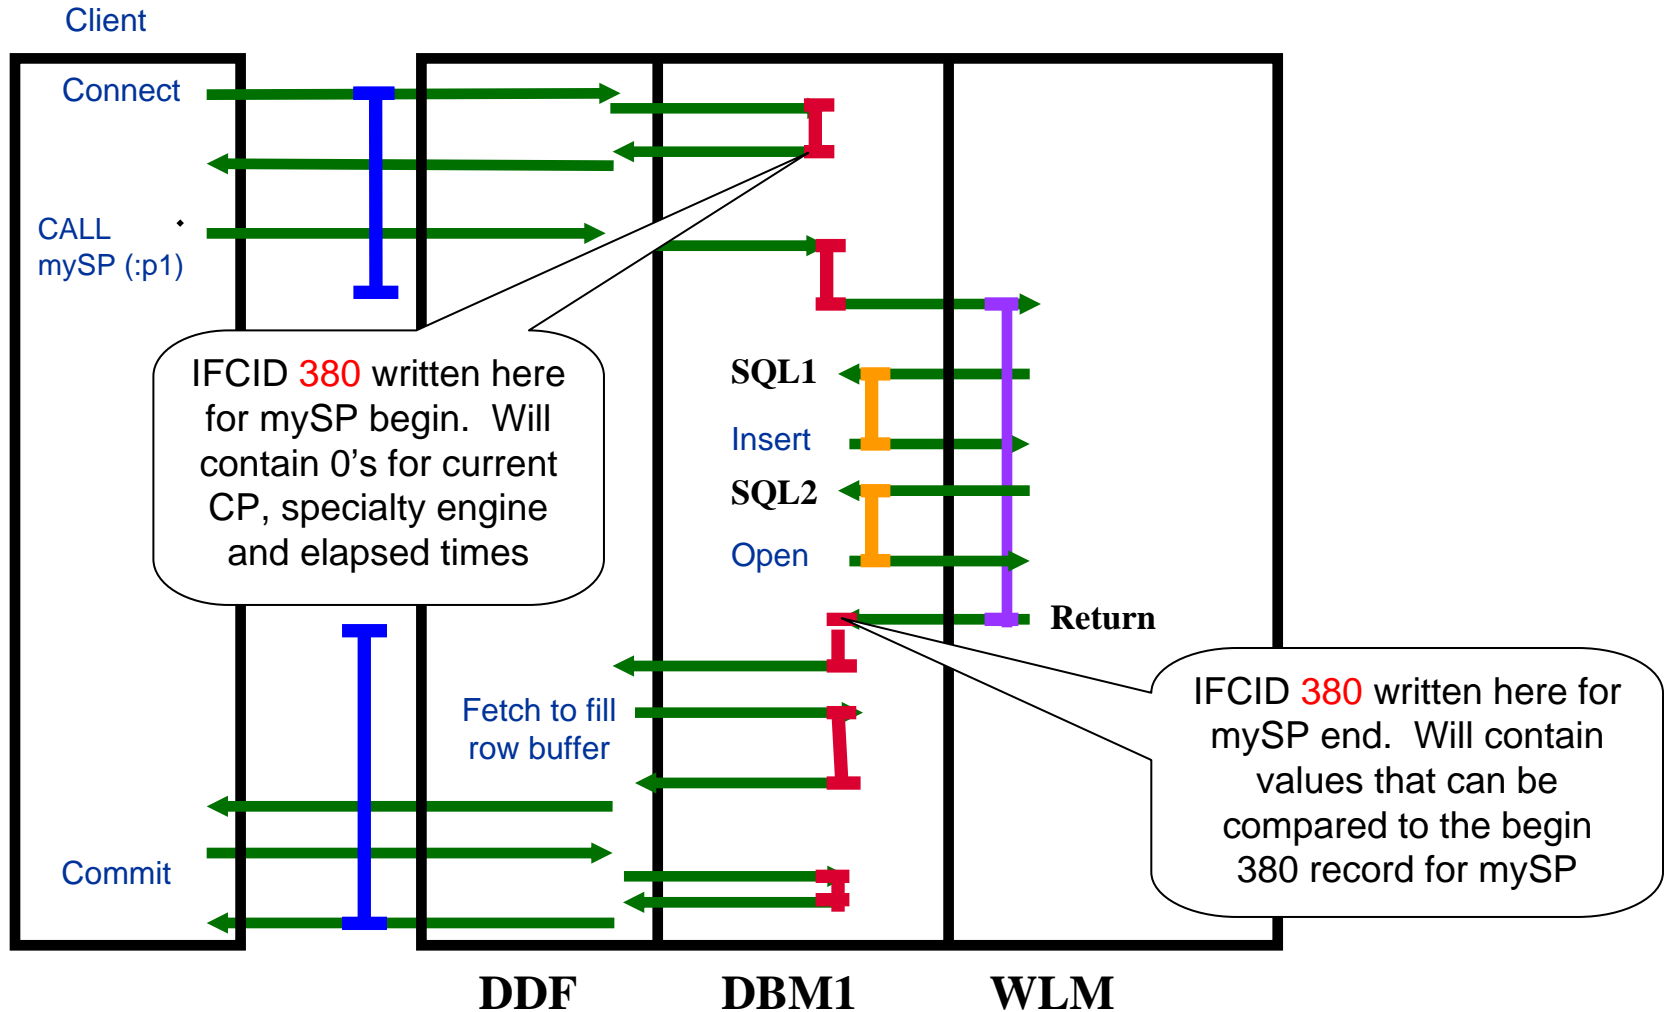 Client
Connect
CALL
mySP (:p1)
IFCID 380 written here
for mySP begin.  Will
contain 0's for current
CP, specialty engine
and elapsed times
SQL1
Insert
SQL2
Open
Return
Fetch to fill
row buffer
IFCID 380 written here for
mySP end.  Will contain
values that can be
compared to the begin
380 record for mySP
Commit
DDF
DBM1
WLM